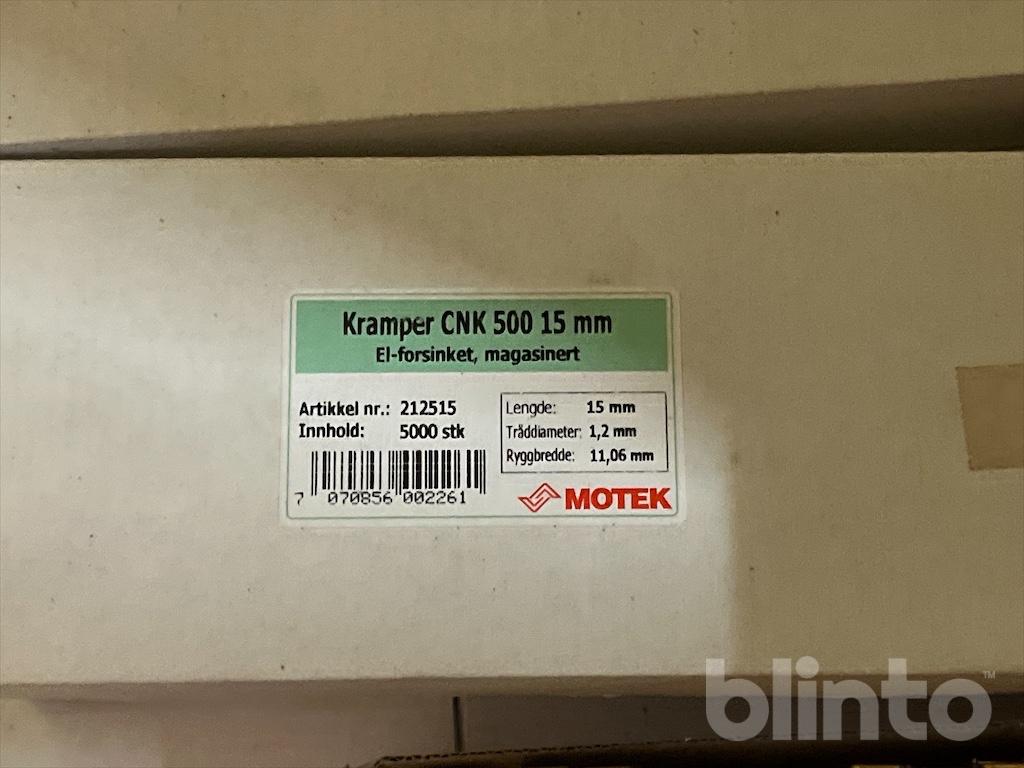 Kramper CNK 500 15 mm
El-forsinket, magasinert
Artikkel nr.: 212515
Innhold: 5000 stk
Lengde: 15 mm
Tråddiameter: 1,2 mm
Ryggbredde: 11,06 mm
7 070856 002261
MOTEK
blinto™